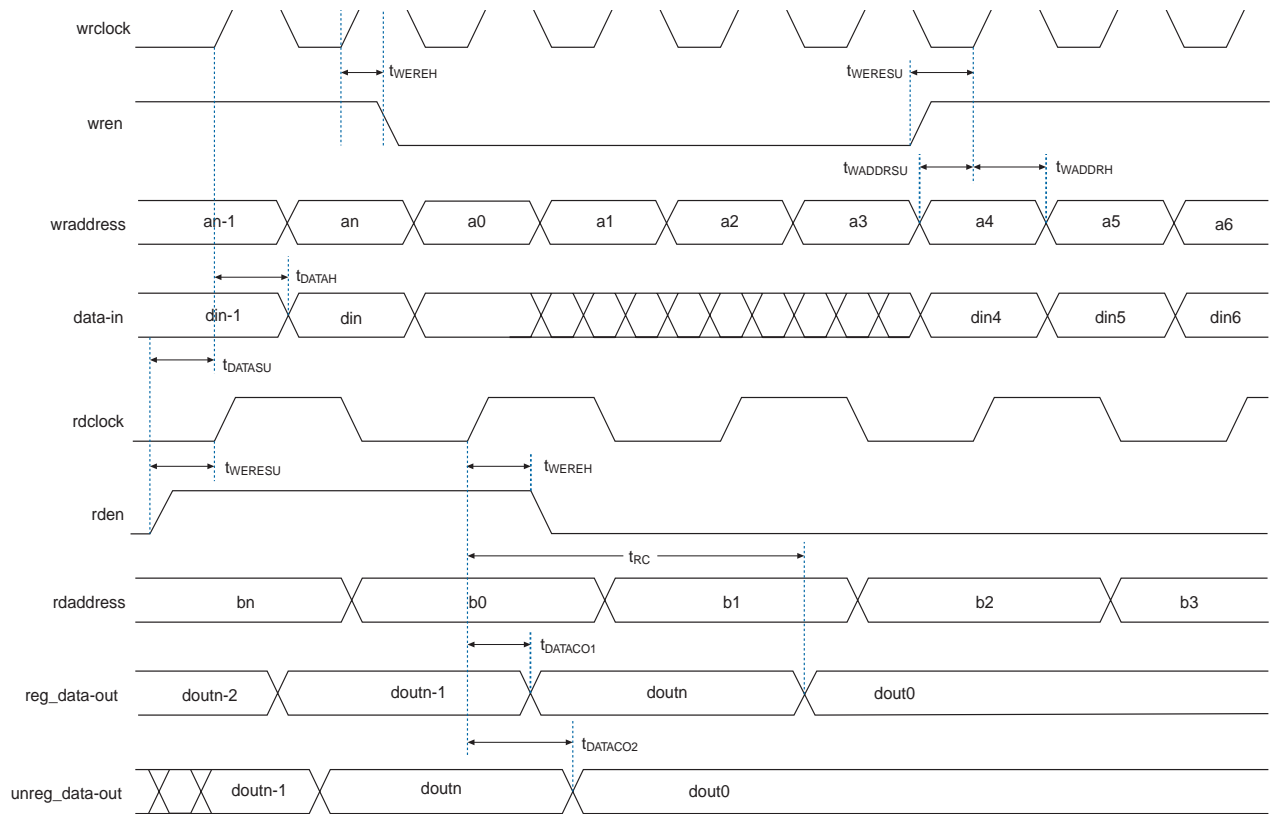 wrclock
tWEREH
tWERESU
wren
tWADDRSU
tWADDRH
wraddress an-1 an a0 a1 a2 a3 a4 a5 a6
tDATAH
data-in din-1 din din4 din5 din6
tDATASU
rdclock
tWERESU
tWEREH
rden
tRC
rdaddress bn b0 b1 b2 b3
tDATACO1
reg_data-out doutn-2 doutn-1 doutn dout0
tDATACO2
unreg_data-out doutn-1 doutn dout0